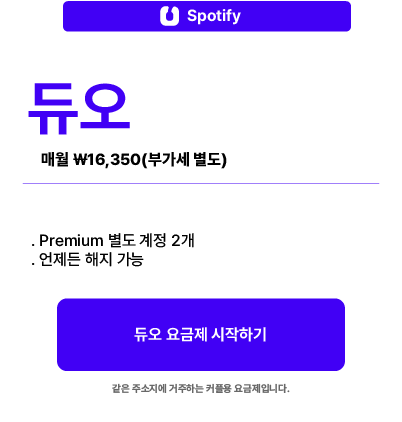 Spotify
듀오
매월 ₩16,350(부가세 별도)
. Premium 별도 계정 2개
. 언제든 해지 가능
듀오 요금제 시작하기
같은 주소지에 거주하는 커플용 요금제입니다.